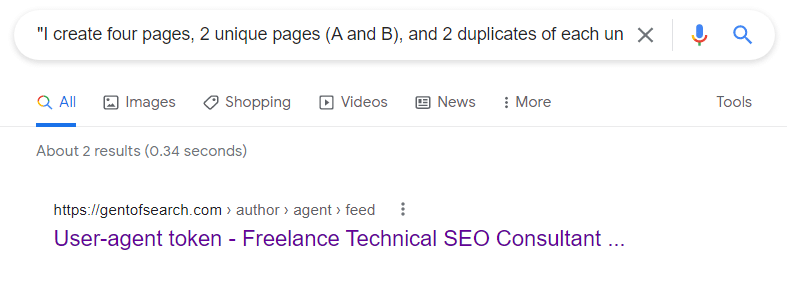 "I create four pages, 2 unique pages (A and B), and 2 duplicates of each un
All Images Shopping Videos News More Tools
About 2 results (0.34 seconds)
https://gentofsearch.com › author › agent › feed
User-agent token - Freelance Technical SEO Consultant ...